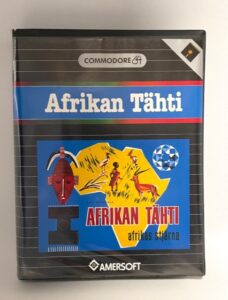 COMMODORE 64
Afrikan Tähti
AFRIKAN TÄHTI
afrikas stjärna
AMERSOFT